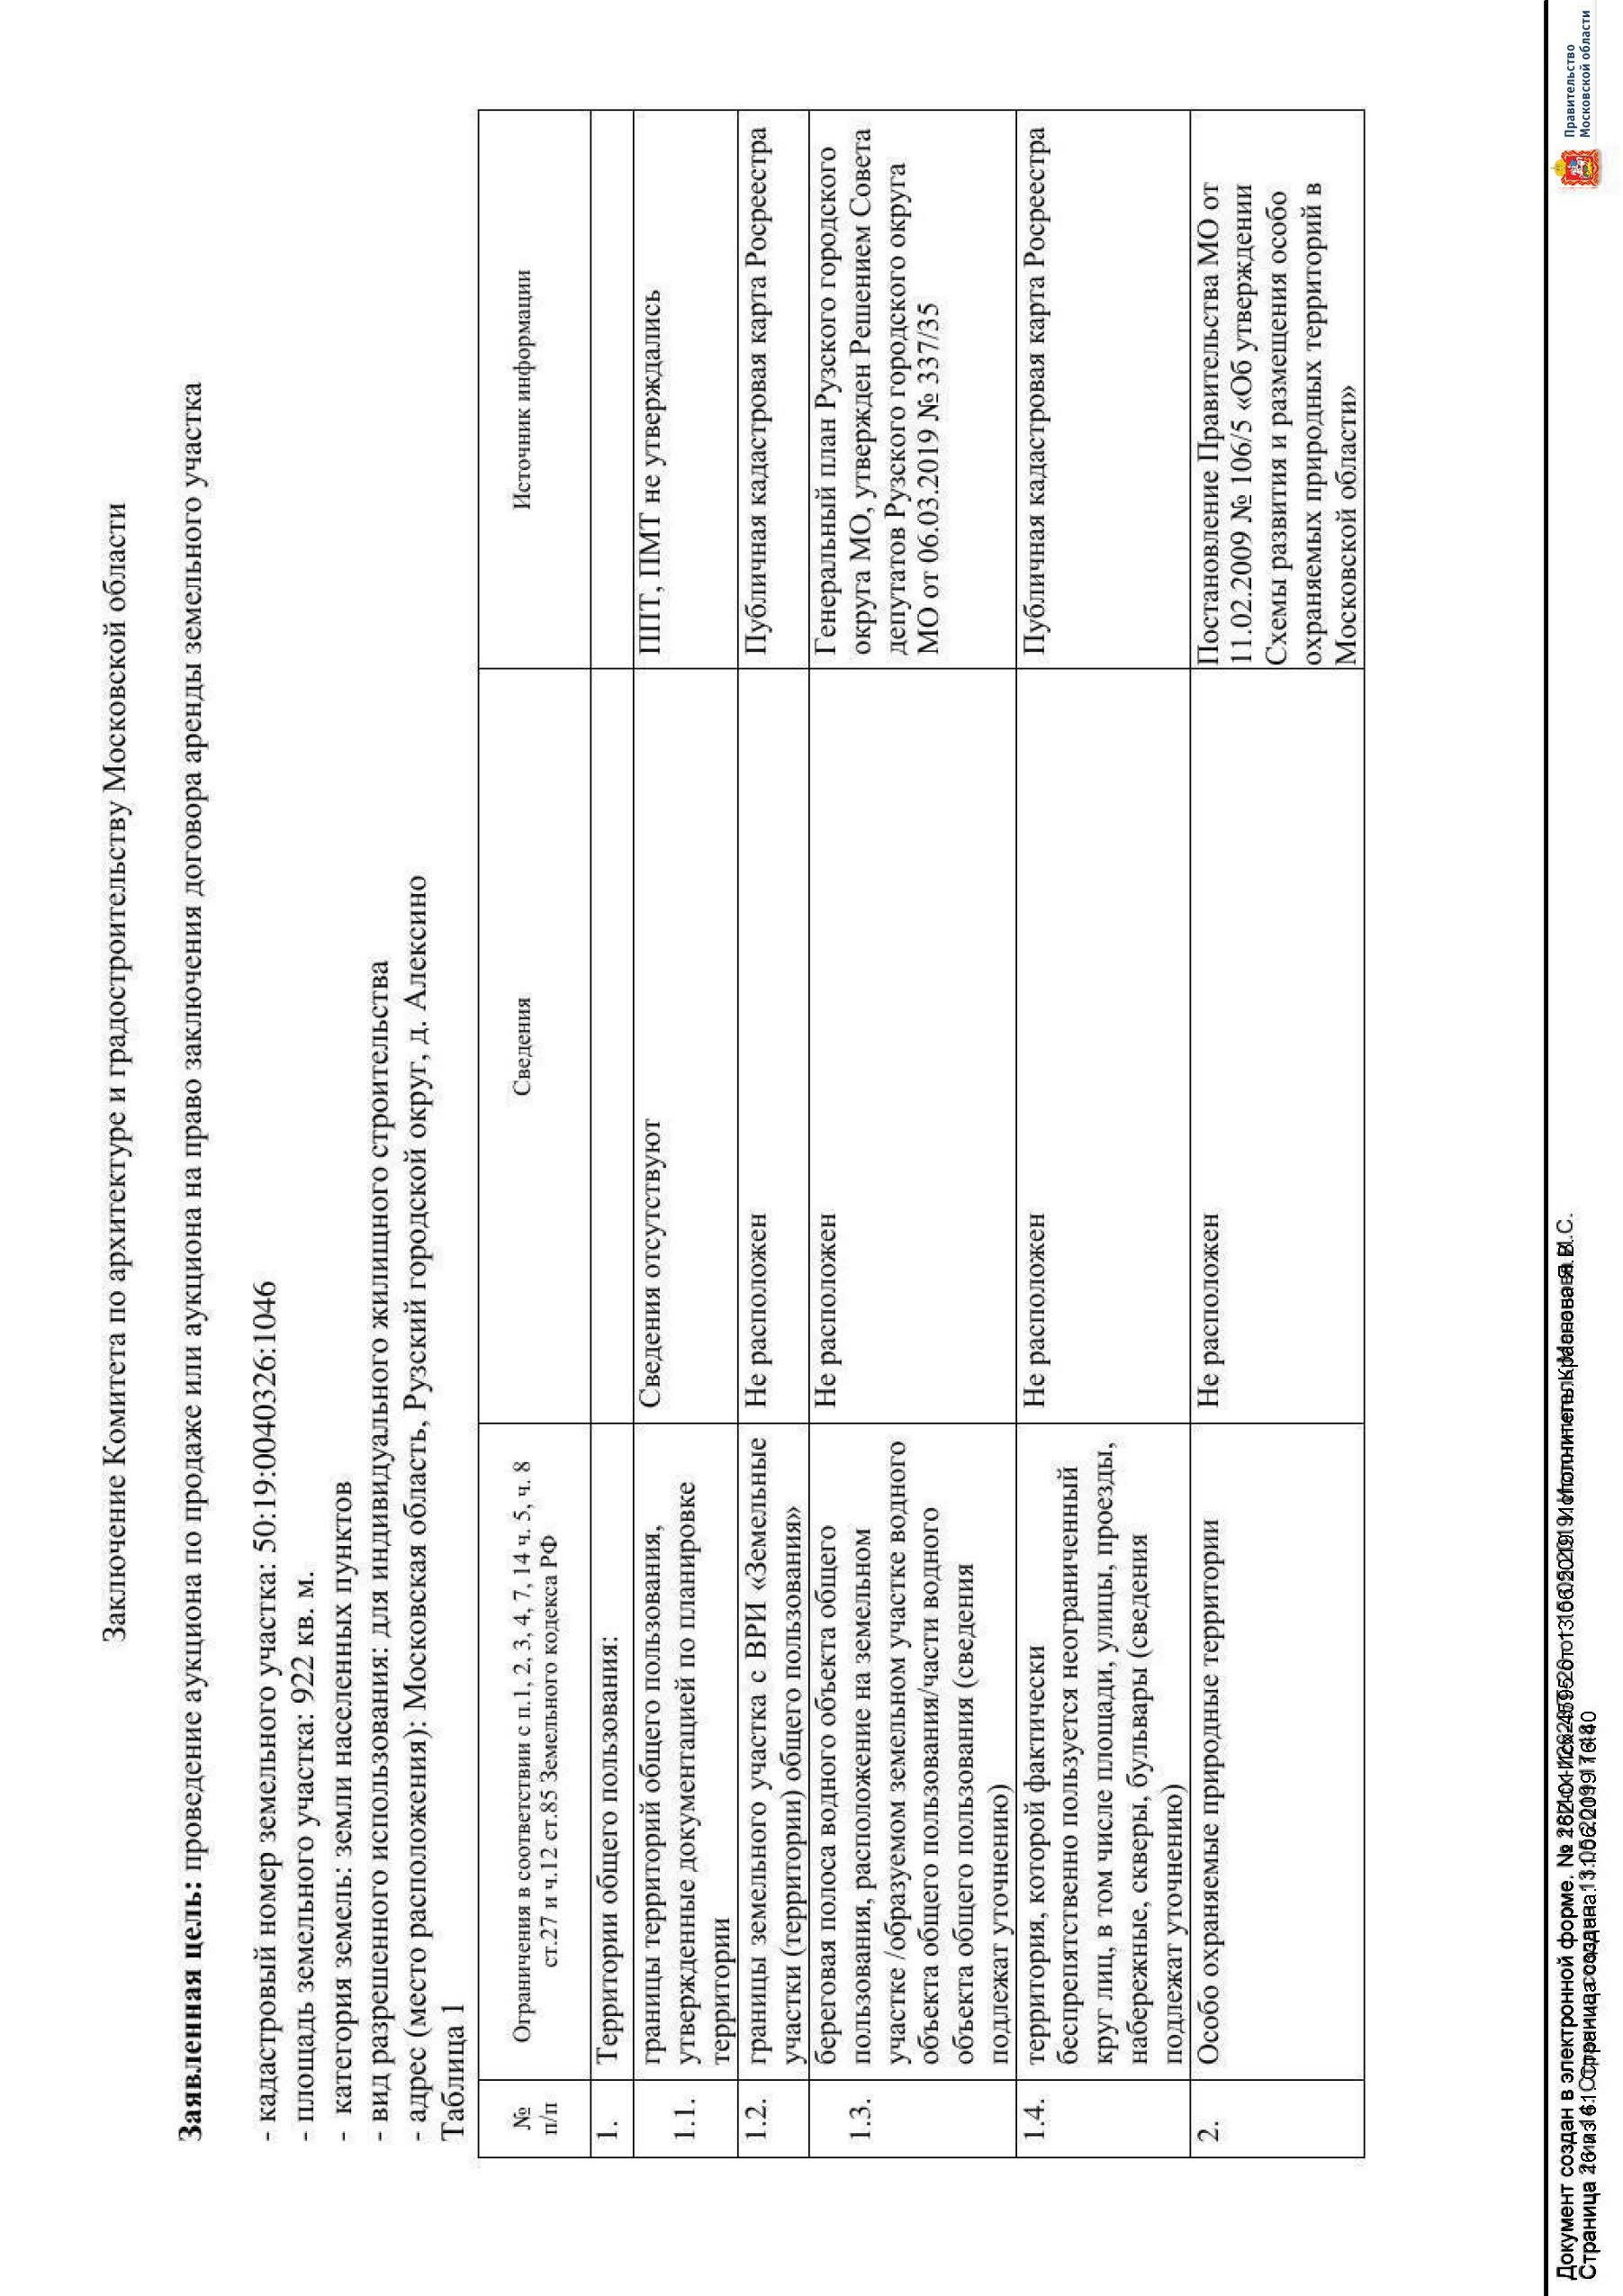 Заключение Комитета по архитектуре и градостроительству Московской области
Заявленная цель: проведение аукциона по продаже или аукциона на право заключения договора аренды земельного участка
- кадастровый номер земельного участка: 50:19:0040326:1046
- площадь земельного участка: 922 кв. м.
- категория земель: земли населенных пунктов
- вид разрешенного использования: для индивидуального жилищного строительства
- адрес (место расположения): Московская область, Рузский городской округ, д. Алексино
Таблица 1
№
п/п
Ограничения в соответствии с п.1, 2, 3, 4, 7, 14 ч. 5, ч. 8
ст.27 и ч.12 ст.85 Земельного кодекса РФ
Сведения
Источник информации
1.
Территории общего пользования:
1.1.
границы территорий общего пользования,
утвержденные документацией по планировке
территории
Сведения отсутствуют
ППТ, ПМТ не утверждались
1.2.
границы земельного участка с ВРИ «Земельные
участки (территории) общего пользования»
Не расположен
Публичная кадастровая карта Росреестра
1.3.
береговая полоса водного объекта общего
пользования, расположение на земельном
участке /образуемом земельном участке водного
объекта общего пользования/части водного
объекта общего пользования (сведения
подлежат уточнению)
Не расположен
Генеральный план Рузского городского
округа МО, утвержден Решением Совета
депутатов Рузского городского округа
МО от 06.03.2019 № 337/35
1.4.
территория, которой фактически
беспрепятственно пользуется неограниченный
круг лиц, в том числе площади, улицы, проезды,
набережные, скверы, бульвары (сведения
подлежат уточнению)
Не расположен
Публичная кадастровая карта Росреестра
2.
Особо охраняемые природные территории
Не расположен
Постановление Правительства МО от
11.02.2009 № 106/5 «Об утверждении
Схемы развития и размещения особо
охраняемых природных территорий в
Московской области»
Документ создан в электронной форме. №
Страница
Правительство
Московской области